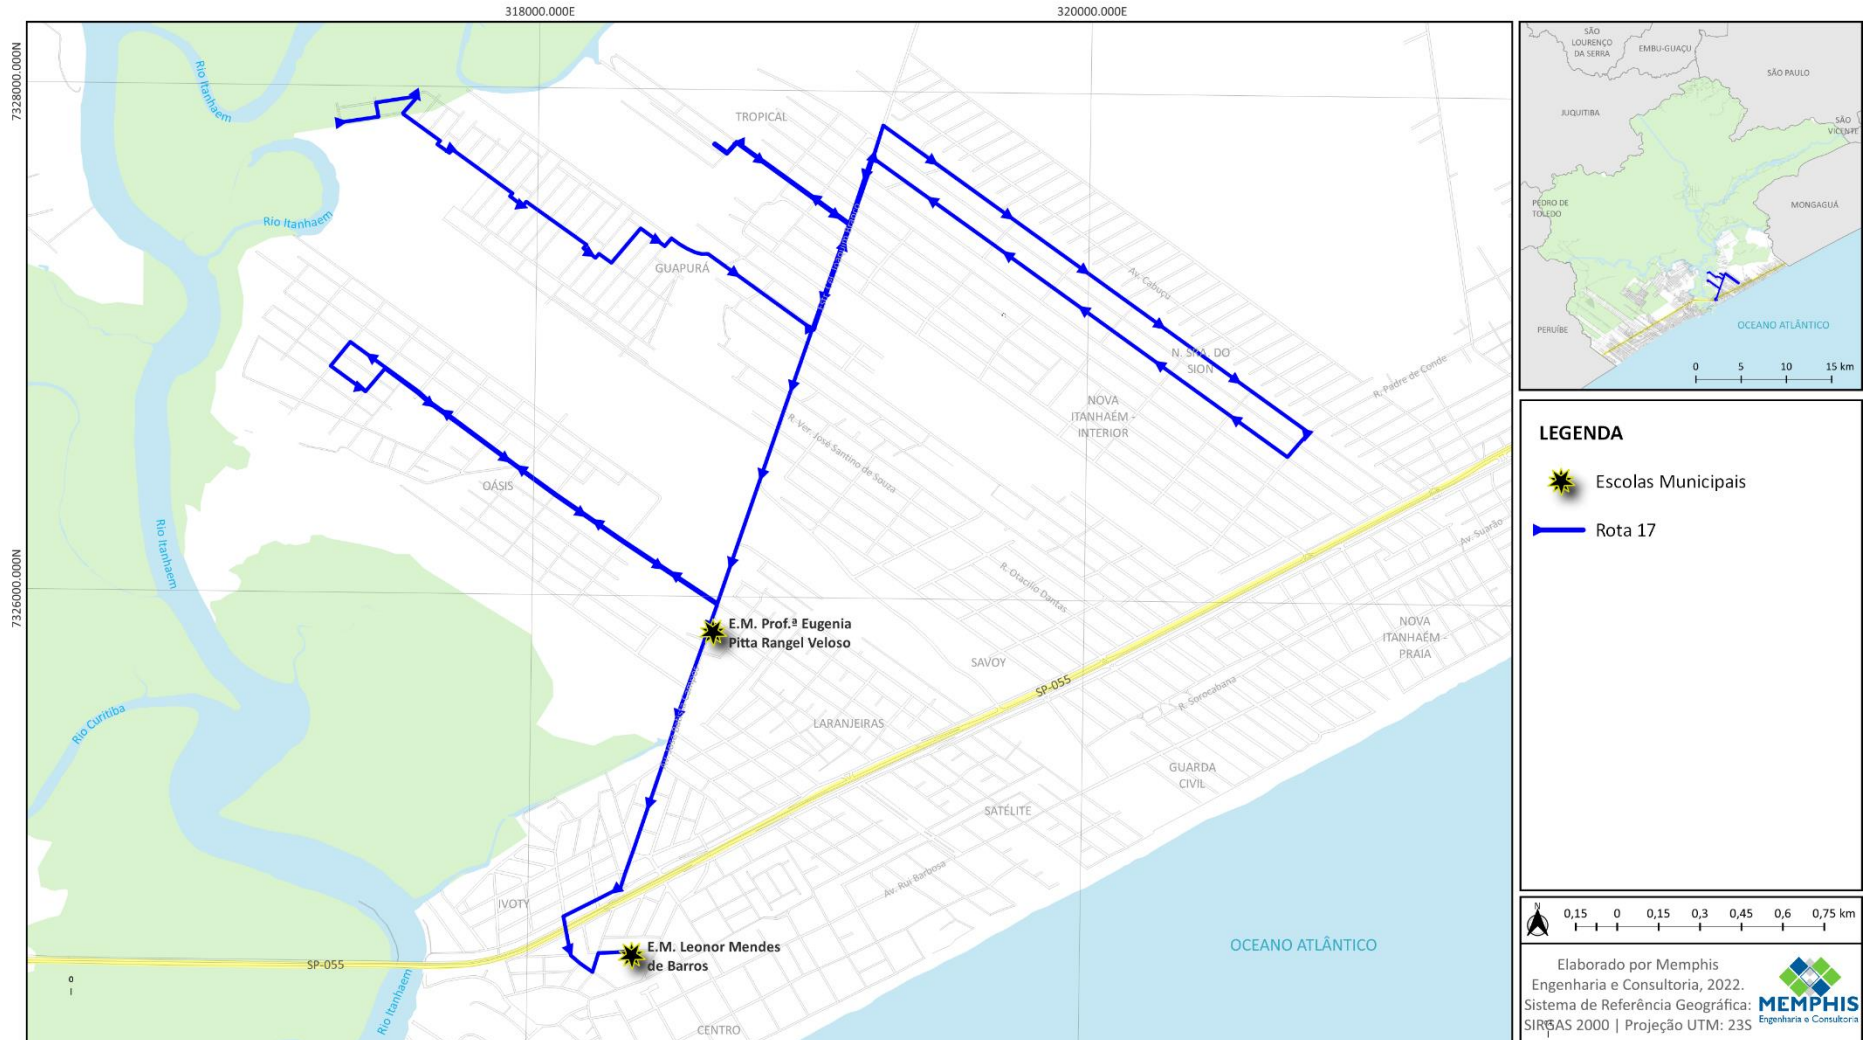 318000.000E
320000.000E
7328000.000N
7326000.000N
Rio Itanhaem
TROPICAL
Rio Itanhaem
GUAPURÁ
Av. Cabuçu
N. SRA. DO
SION
R. Padre de Conde
NOVA
ITANHAÉM -
INTERIOR
R. Ver. José Santino de Souza
OÁSIS
Rio Itanhaem
Av. Suarão
R. Otacílio Dantas
E.M. Prof.ª Eugenia
Pitta Rangel Veloso
NOVA
ITANHAÉM -
PRAIA
SAVOY
SP-055
R. Sorocabana
Rio Curitiba
LARANJEIRAS
GUARDA
CIVIL
SATÉLITE
Av. Rui Barbosa
IVOTY
E.M. Leonor Mendes
de Barros
OCEANO ATLÂNTICO
SP-055
0
Rio Itanhaem
CENTRO
SÃO
LOURENÇO
DA SERRA
EMBU-GUAÇU
SÃO PAULO
JUQUITIBA
SÃO
VICENTE
PEDRO DE
TOLEDO
MONGAGUÁ
PERUÍBE
OCEANO ATLÂNTICO
0 5 10 15 km
LEGENDA
Escolas Municipais
Rota 17
N
0,15 0 0,15 0,3 0,45 0,6 0,75 km
Elaborado por Memphis
Engenharia e Consultoria, 2022.
Sistema de Referência Geográfica:
SIRGAS 2000 | Projeção UTM: 23S
MEMPHIS
Engenharia e Consultoria